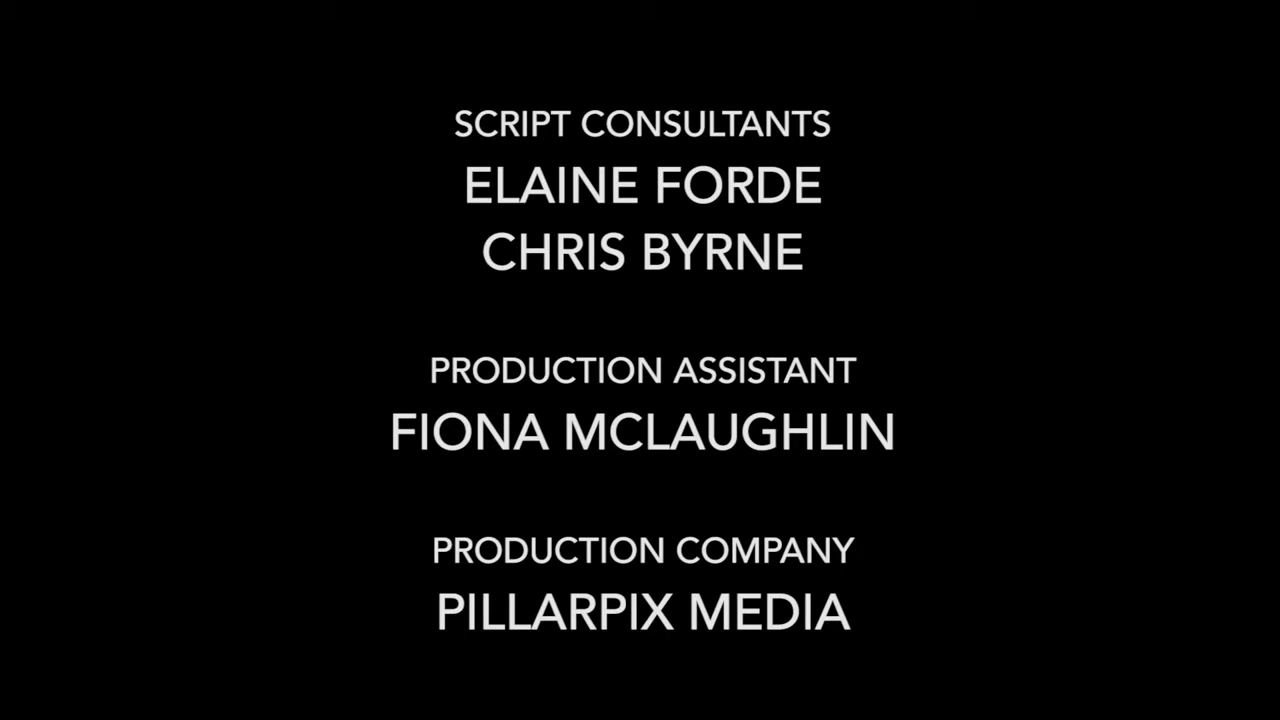 SCRIPT CONSULTANTS
ELAINE FORDE
CHRIS BYRNE
PRODUCTION ASSISTANT
FIONA MCLAUGHLIN
PRODUCTION COMPANY
PILLARPIX MEDIA